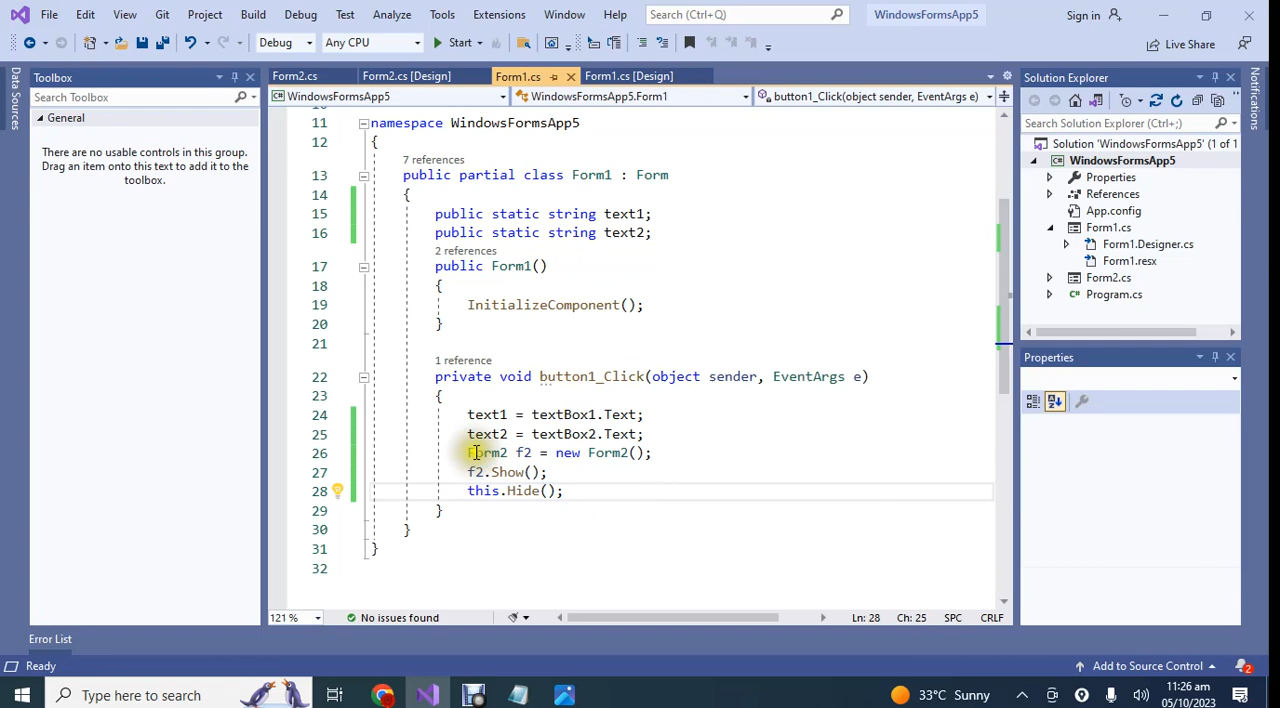 File Edit View Git Project Build Debug Test Analyze Tools Extensions Window Help Search (Ctrl+Q) WindowsFormsApp5 Sign in
Debug Any CPU Start Live Share
Data Sources
Toolbox
Search Toolbox
General
There are no usable controls in this group.
Drag an item onto this text to add it to the
toolbox.
Form2.cs Form2.cs [Design] Form1.cs Form1.cs [Design]
WindowsFormsApp5 WindowsFormsApp5.Form1 button1_Click(object sender, EventArgs e)
11 namespace WindowsFormsApp5
12 {
7 references
13 public partial class Form1 : Form
14 {
15 public static string text1;
16 public static string text2;
2 references
17 public Form1()
18 {
19 InitializeComponent();
20 }
21
1 reference
22 private void button1_Click(object sender, EventArgs e)
23 {
24 text1 = textBox1.Text;
25 text2 = textBox2.Text;
26 Form2 f2 = new Form2();
27 f2.Show();
28 this.Hide();
29 }
30 }
31 }
32
121 % No issues found Ln: 28 Ch: 25 SPC CRLF
Solution Explorer
Search Solution Explorer (Ctrl+;)
Solution 'WindowsFormsApp5' (1 of 1
WindowsFormsApp5
Properties
References
App.config
Form1.cs
Form1.Designer.cs
Form1.resx
Form2.cs
Program.cs
Properties
Notifications
Error List
Ready Add to Source Control 2
Type here to search 33°C Sunny 11:26 am
05/10/2023